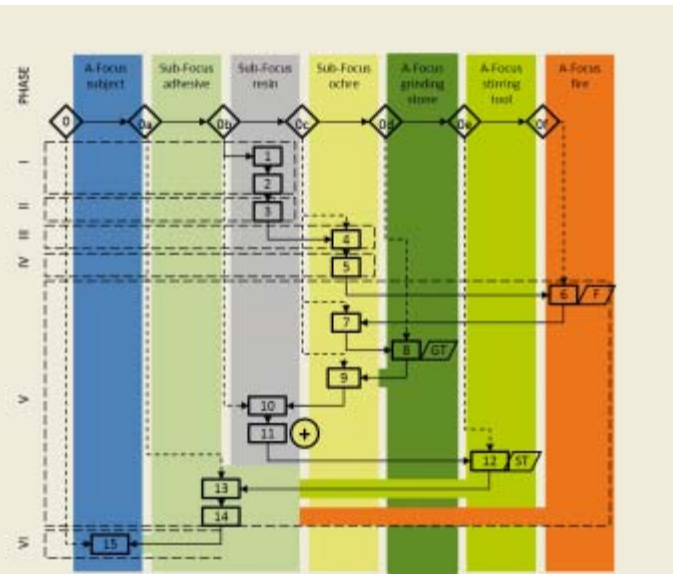 PHASE
A-Focus
subject
Sub-Focus
adhesive
Sub-Focus
resin
Sub-Focus
ochre
A-Focus
grinding
stone
A-Focus
stirring
tool
A-Focus
fire
0
0a
0b
0c
0d
0e
0f
I
1
2
II
3
III
4
IV
5
V
6
F
7
8
GT
9
10
11
+
12
ST
13
14
VI
15